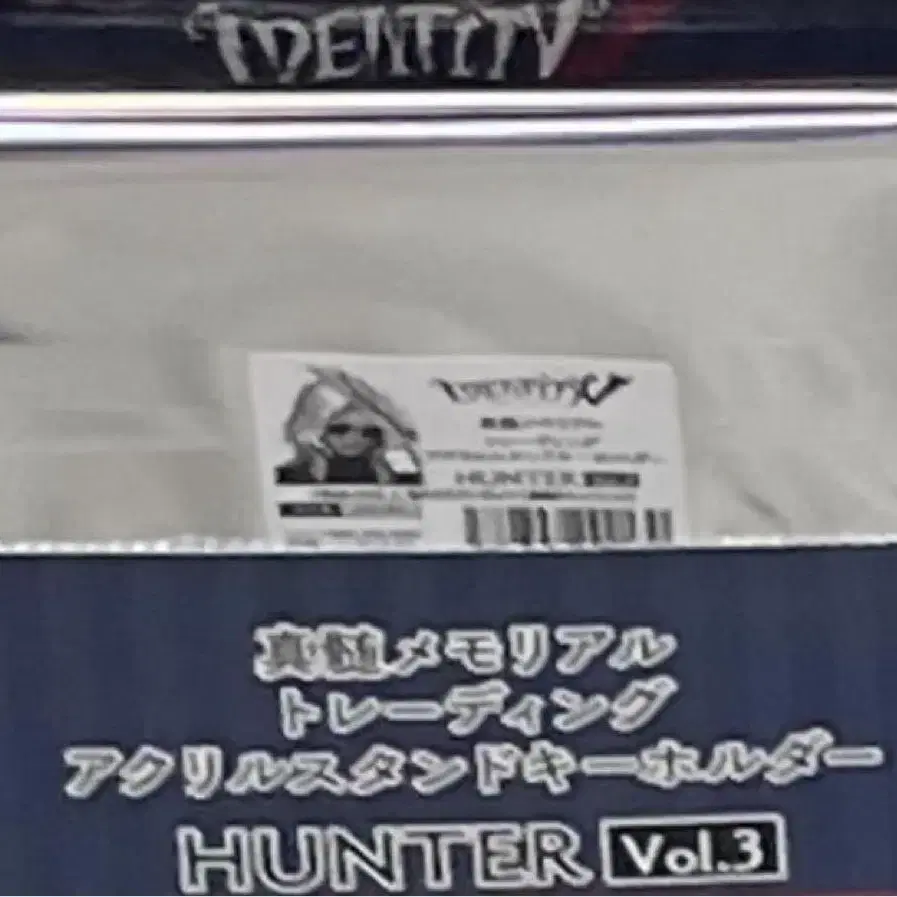 IDENTITY
IDENTITY V
HUNTER
真髄メモリアル
トレーディング
アクリルスタンドキーホルダー
HUNTER Vol.3